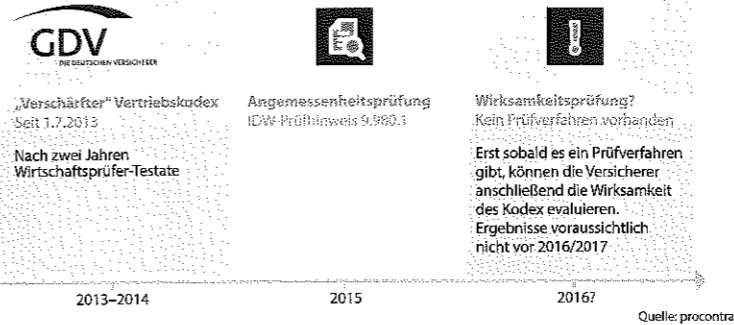 GDV
DIE DEUTSCHEN VERSICHERER
„Verschärfter“ Vertriebskodex
Seit 1.7.2013
Nach zwei Jahren
Wirtschaftsprüfer-Testate
Angemessenheitsprüfung
IDW-Prüfhinweis 9.980.1
Wirksamkeitsprüfung?
Kein Prüfverfahren vorhanden
Erst sobald es ein Prüfverfahren
gibt, können die Versicherer
anschließend die Wirksamkeit
des Kodex evaluieren.
Ergebnisse voraussichtlich
nicht vor 2016/2017
2013–2014
2015
2016?
Quelle: procontra